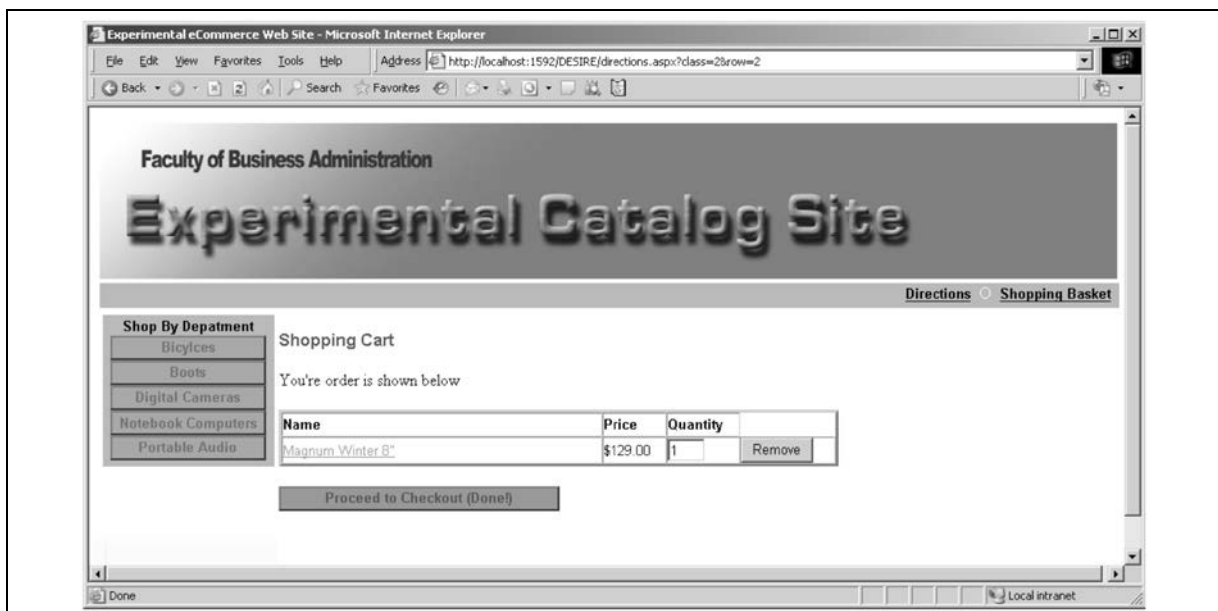 Experimental eCommerce Web Site - Microsoft Internet Explorer
File Edit View Favorites Tools Help Address http://localhost:1592/DESIRE/directions.aspx?class=2&row=2
Back Search Favorites
Faculty of Business Administration
Experimental Catalog Site
Directions Shopping Basket
Shop By Depatment
Bicylces
Boots
Digital Cameras
Notebook Computers
Portable Audio
Shopping Cart
You're order is shown below
Name Price Quantity
Magnum Winter 8" $129.00 1 Remove
Proceed to Checkout (Done!)
Done Local intranet